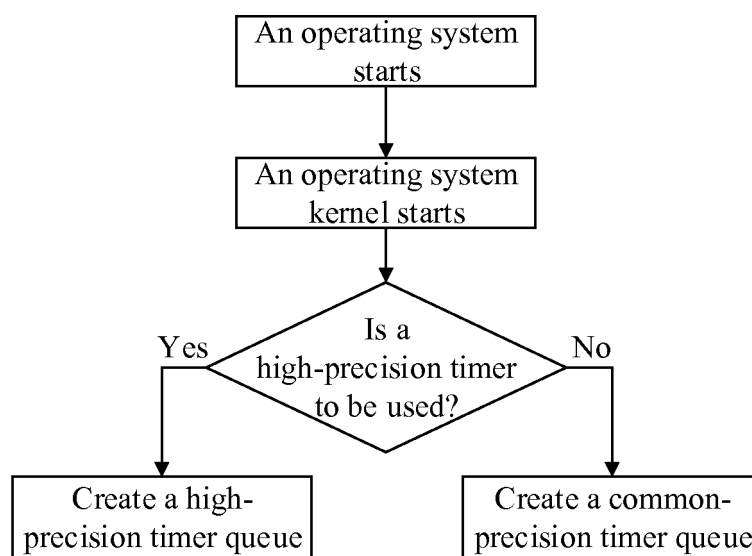 An operating system
starts
An operating system
kernel starts
Is a
high-precision timer
to be used?
Yes
No
Create a high-
precision timer queue
Create a common-
precision timer queue